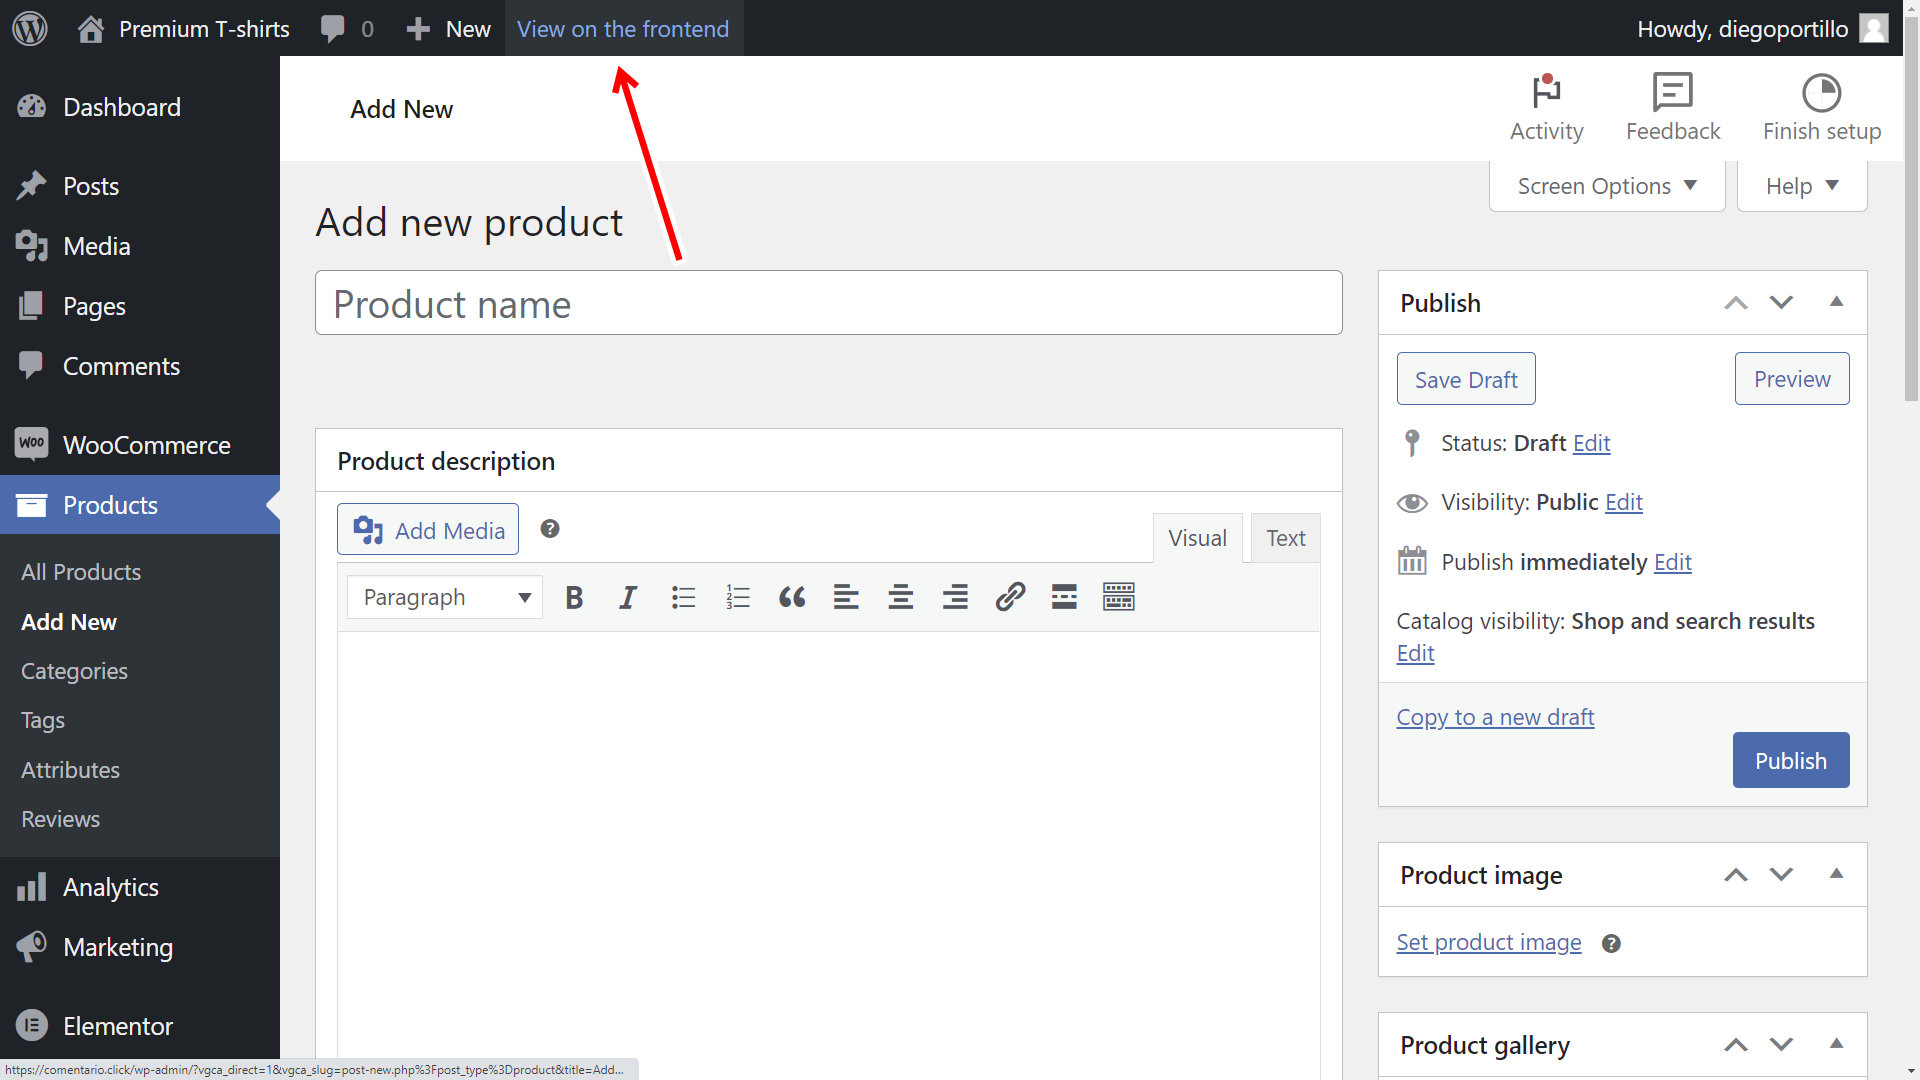 Premium T-shirts
0
New
View on the frontend
Howdy, diegoportillo
Dashboard
Posts
Media
Pages
Comments
WOO
WooCommerce
Products
All Products
Add New
Categories
Tags
Attributes
Reviews
Analytics
Marketing
Elementor
Add New
Activity
Feedback
Finish setup
Screen Options
Help
Add new product
Product name
Product description
Add Media
Visual
Text
Paragraph
B
I
Publish
Save Draft
Preview
Status: Draft Edit
Visibility: Public Edit
Publish immediately Edit
Catalog visibility: Shop and search results
Edit
Copy to a new draft
Publish
Product image
Set product image
Product gallery
https://comentario.click/wp-admin/?vgca_direct=1&vgca_slug=post-new.php%3Fpost_type%3Dproduct&title=Add...